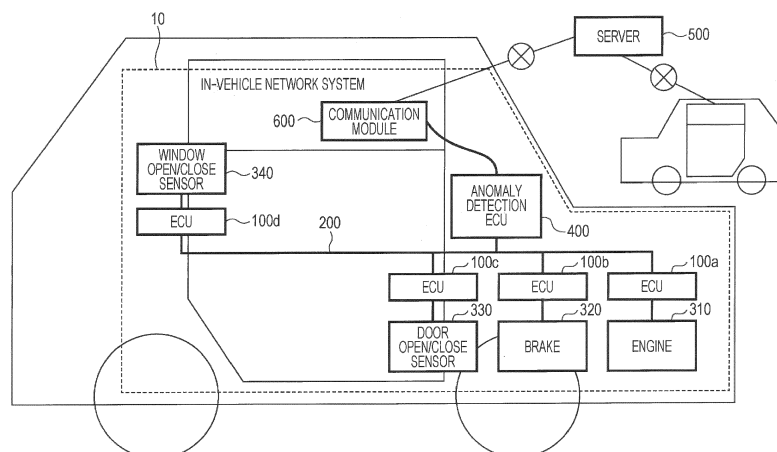 10
SERVER
500
IN-VEHICLE NETWORK SYSTEM
600
COMMUNICATION
MODULE
WINDOW
OPEN/CLOSE
SENSOR
340
ANOMALY
DETECTION
ECU
400
ECU
100d
200
100c
100b
100a
ECU
ECU
ECU
330
320
310
DOOR
OPEN/CLOSE
SENSOR
BRAKE
ENGINE